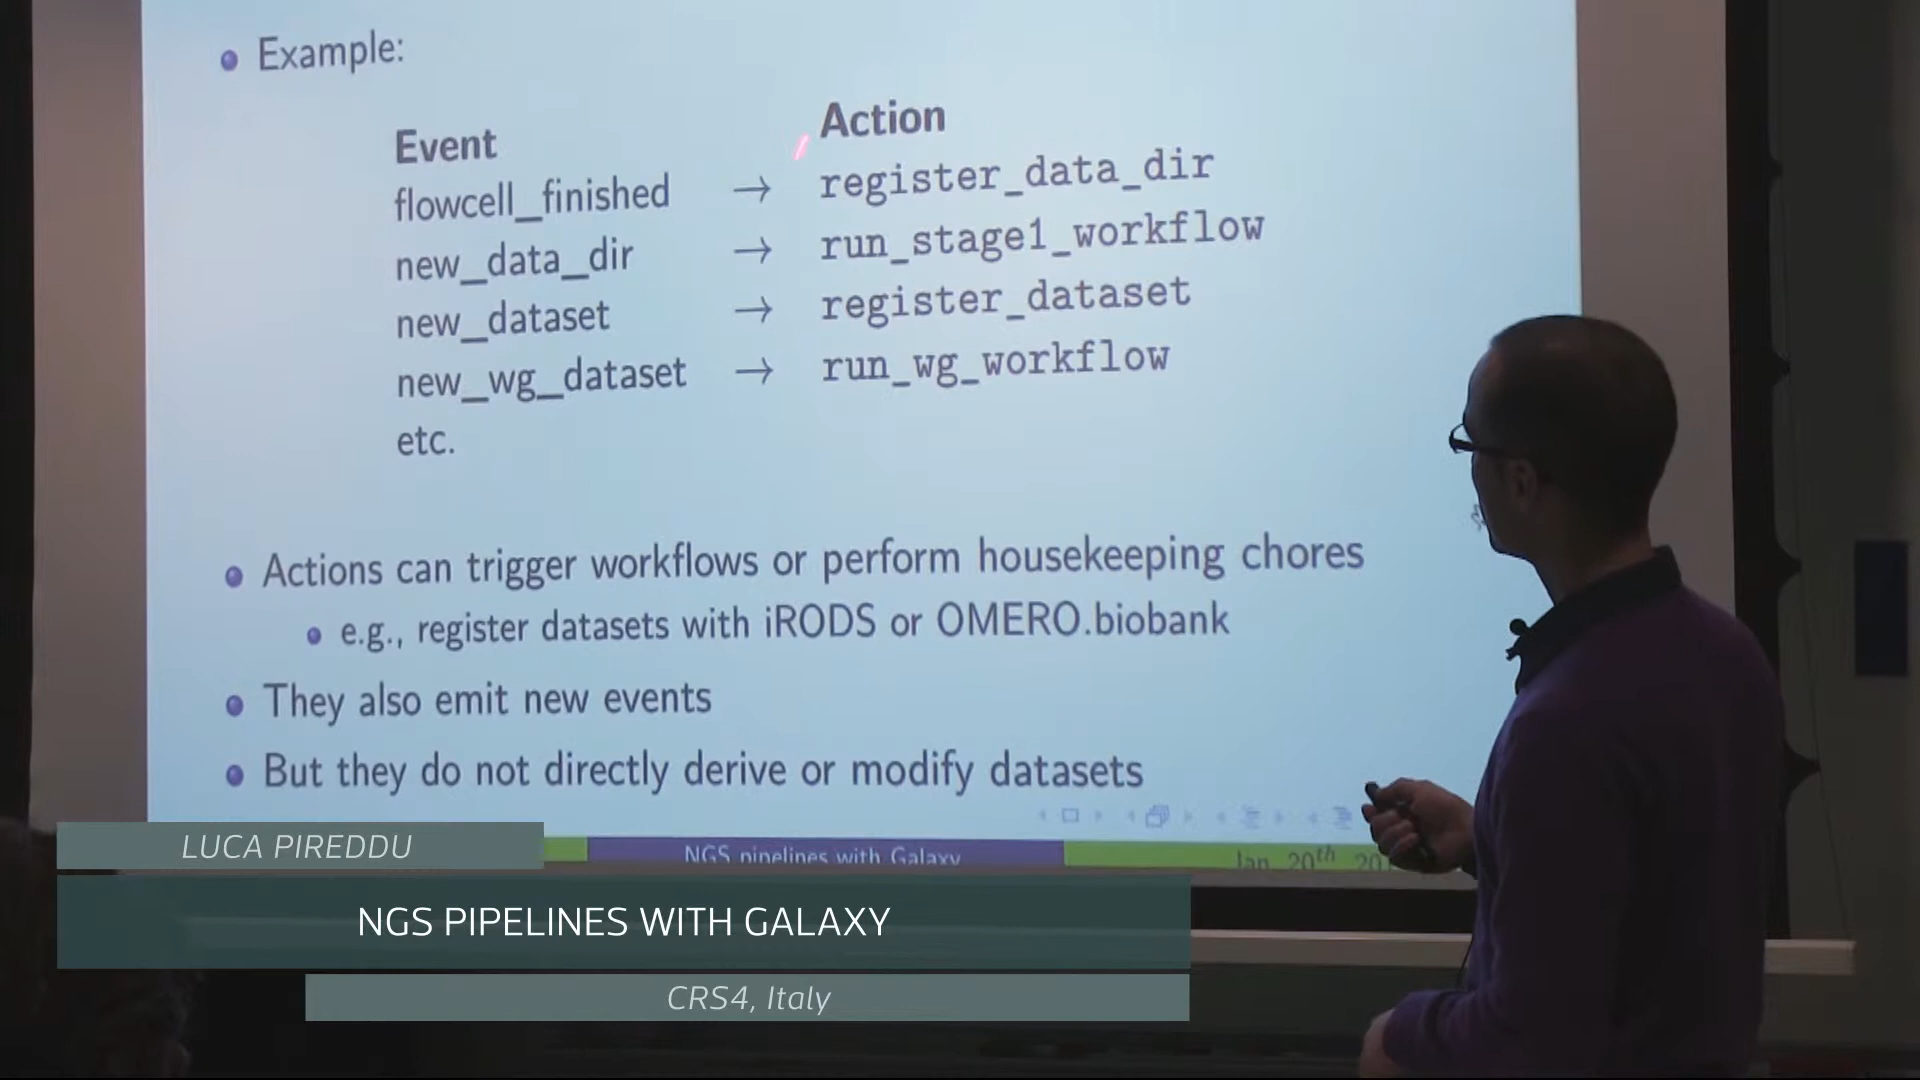 Example:
Event Action
flowcell_finished → register_data_dir
new_data_dir → run_stage1_workflow
new_dataset → register_dataset
new_wg_dataset → run_wg_workflow
etc.
Actions can trigger workflows or perform housekeeping chores
e.g., register datasets with iRODS or OMERO.biobank
They also emit new events
But they do not directly derive or modify datasets
NGS pipelines with Galaxy Jan. 20th
LUCA PIREDDU
NGS PIPELINES WITH GALAXY
CRS4, Italy